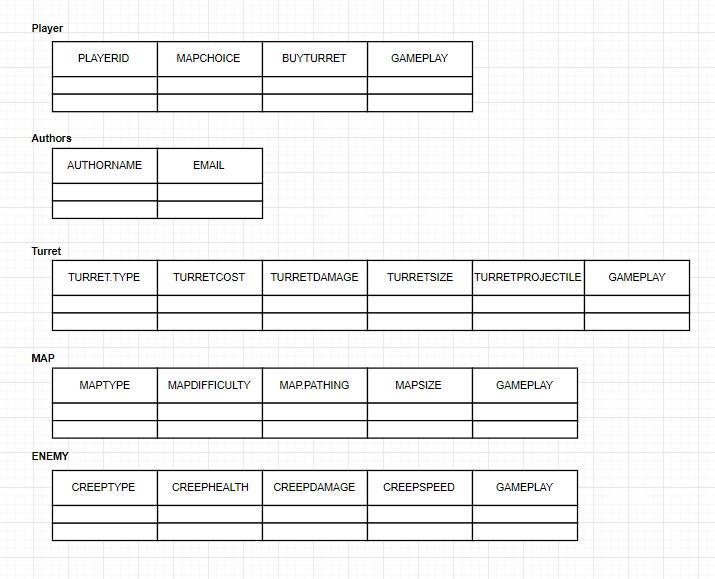 Player
PLAYERID MAPCHOICE BUYTURRET GAMEPLAY
Authors
AUTHORNAME EMAIL
Turret
TURRET.TYPE TURRETCOST TURRETDAMAGE TURRETSIZE TURRETPROJECTILE GAMEPLAY
MAP
MAPTYPE MAPDIFFICULTY MAP.PATHING MAPSIZE GAMEPLAY
ENEMY
CREEPTYPE CREEPHEALTH CREEPDAMAGE CREEPSPEED GAMEPLAY